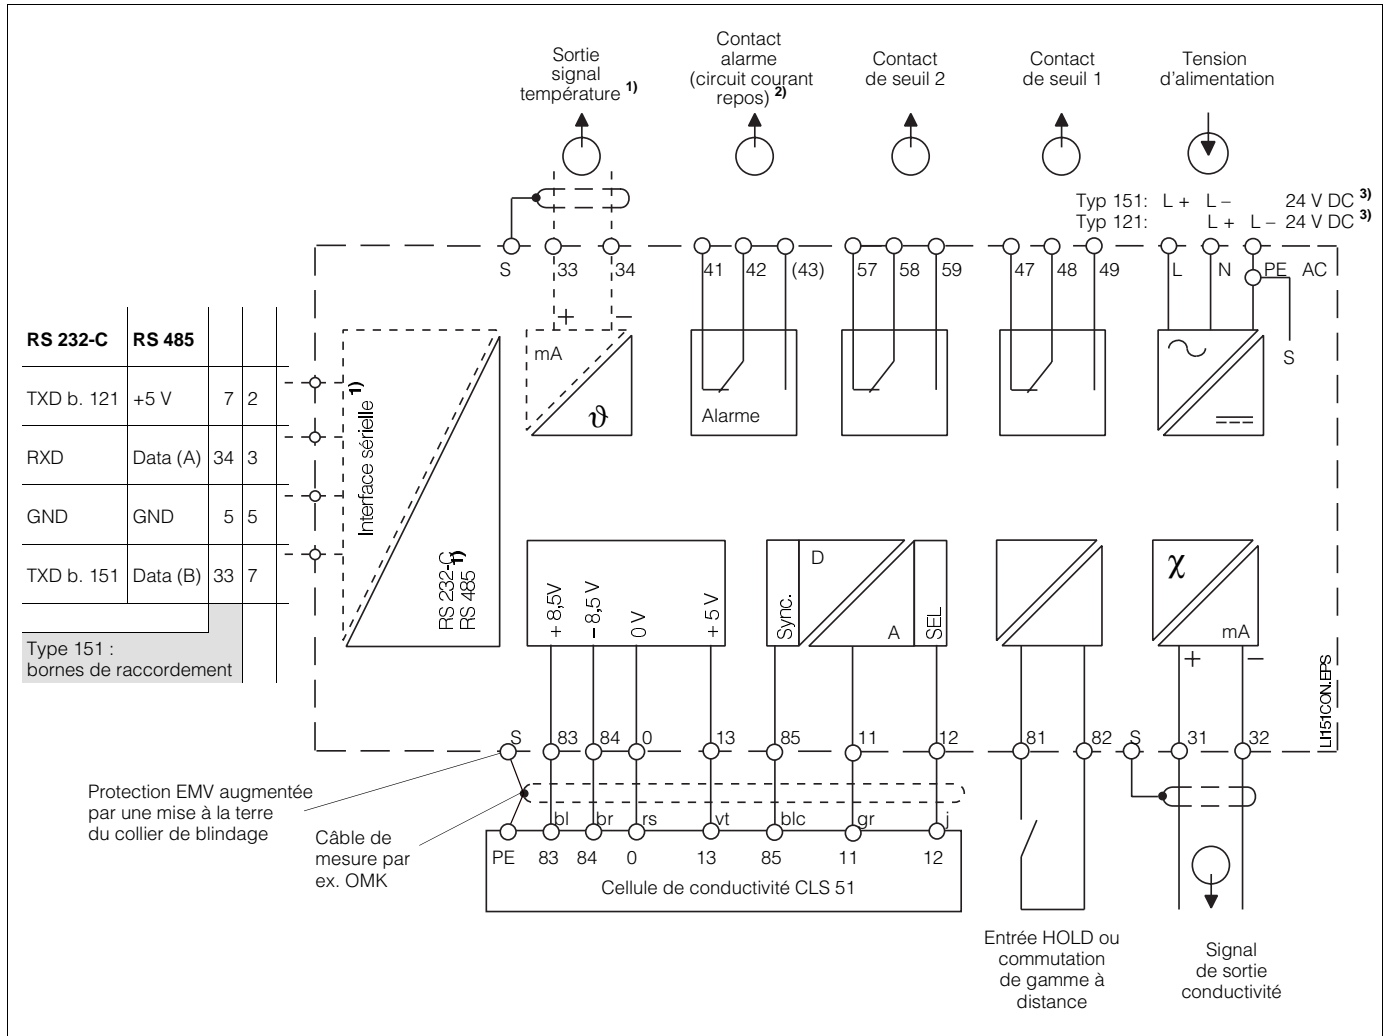 Sortie
signal
température 1)
Contact
alarme
(circuit courant
repos) 2)
Contact
de seuil 2
Contact
de seuil 1
Tension
d'alimentation
Typ 151: L + L – 24 V DC 3)
Typ 121: L + L – 24 V DC 3)
S 33 34 41 42 (43) 57 58 59 47 48 49 L N PE AC
S
+ –
mA
ϑ
Alarme
RS 232-C RS 485
TXD b. 121 +5 V 7 2
RXD Data (A) 34 3
GND GND 5 5
TXD b. 151 Data (B) 33 7
Type 151 :
bornes de raccordement
Interface sérielle 1)
RS 232-C 1)
RS 485
+ 8,5V
– 8,5 V
0 V
+ 5 V
Sync.
D
A
SEL
χ
mA
+ –
LI151CON.EPS
S 83 84 0 13 85 11 12 81 82 S 31 32
Protection EMV augmentée
par une mise à la terre
du collier de blindage
Câble de
mesure par
ex. OMK
bl br rs vt blc gr j
PE 83 84 0 13 85 11 12
Cellule de conductivité CLS 51
Entrée HOLD ou
commutation
de gamme à
distance
Signal
de sortie
conductivité